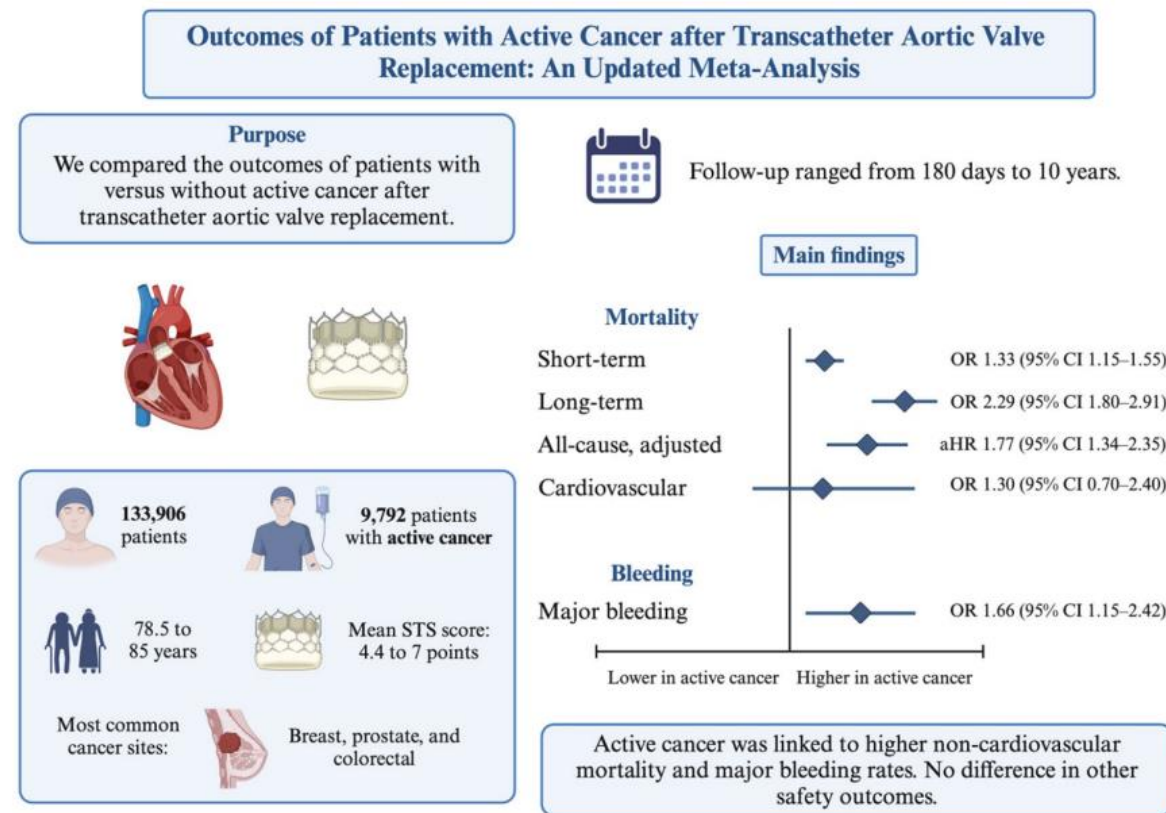 Outcomes of Patients with Active Cancer after Transcatheter Aortic Valve
Replacement: An Updated Meta-Analysis
Purpose
We compared the outcomes of patients with
versus without active cancer after
transcatheter aortic valve replacement.
Follow-up ranged from 180 days to 10 years.
133,906
patients
9,792 patients
with active cancer
78.5 to
85 years
Mean STS score:
4.4 to 7 points
Most common
cancer sites:
Breast, prostate, and
colorectal
Main findings
Mortality
Short-term OR 1.33 (95% CI 1.15–1.55)
Long-term OR 2.29 (95% CI 1.80–2.91)
All-cause, adjusted aHR 1.77 (95% CI 1.34–2.35)
Cardiovascular OR 1.30 (95% CI 0.70–2.40)
Bleeding
Major bleeding OR 1.66 (95% CI 1.15–2.42)
Lower in active cancer Higher in active cancer
Active cancer was linked to higher non-cardiovascular
mortality and major bleeding rates. No difference in other
safety outcomes.